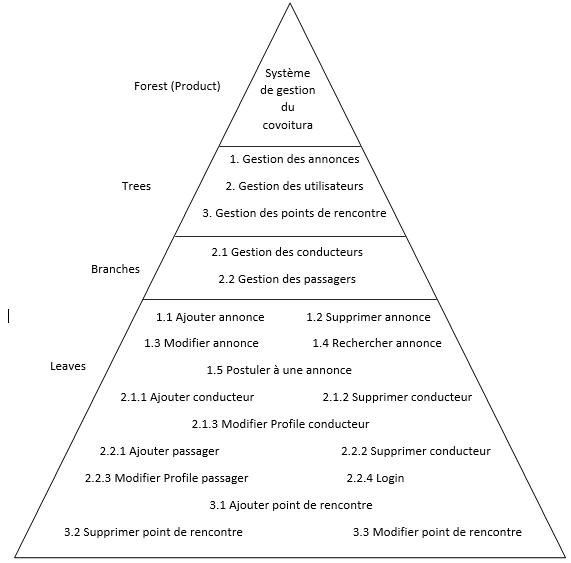 Forest (Product)
Système
de gestion
du
covoitura
Trees
1. Gestion des annonces
2. Gestion des utilisateurs
3. Gestion des points de rencontre
Branches
2.1 Gestion des conducteurs
2.2 Gestion des passagers
Leaves
1.1 Ajouter annonce 1.2 Supprimer annonce
1.3 Modifier annonce 1.4 Rechercher annonce
1.5 Postuler à une annonce
2.1.1 Ajouter conducteur 2.1.2 Supprimer conducteur
2.1.3 Modifier Profile conducteur
2.2.1 Ajouter passager 2.2.2 Supprimer conducteur
2.2.3 Modifier Profile passager 2.2.4 Login
3.1 Ajouter point de rencontre
3.2 Supprimer point de rencontre 3.3 Modifier point de rencontre